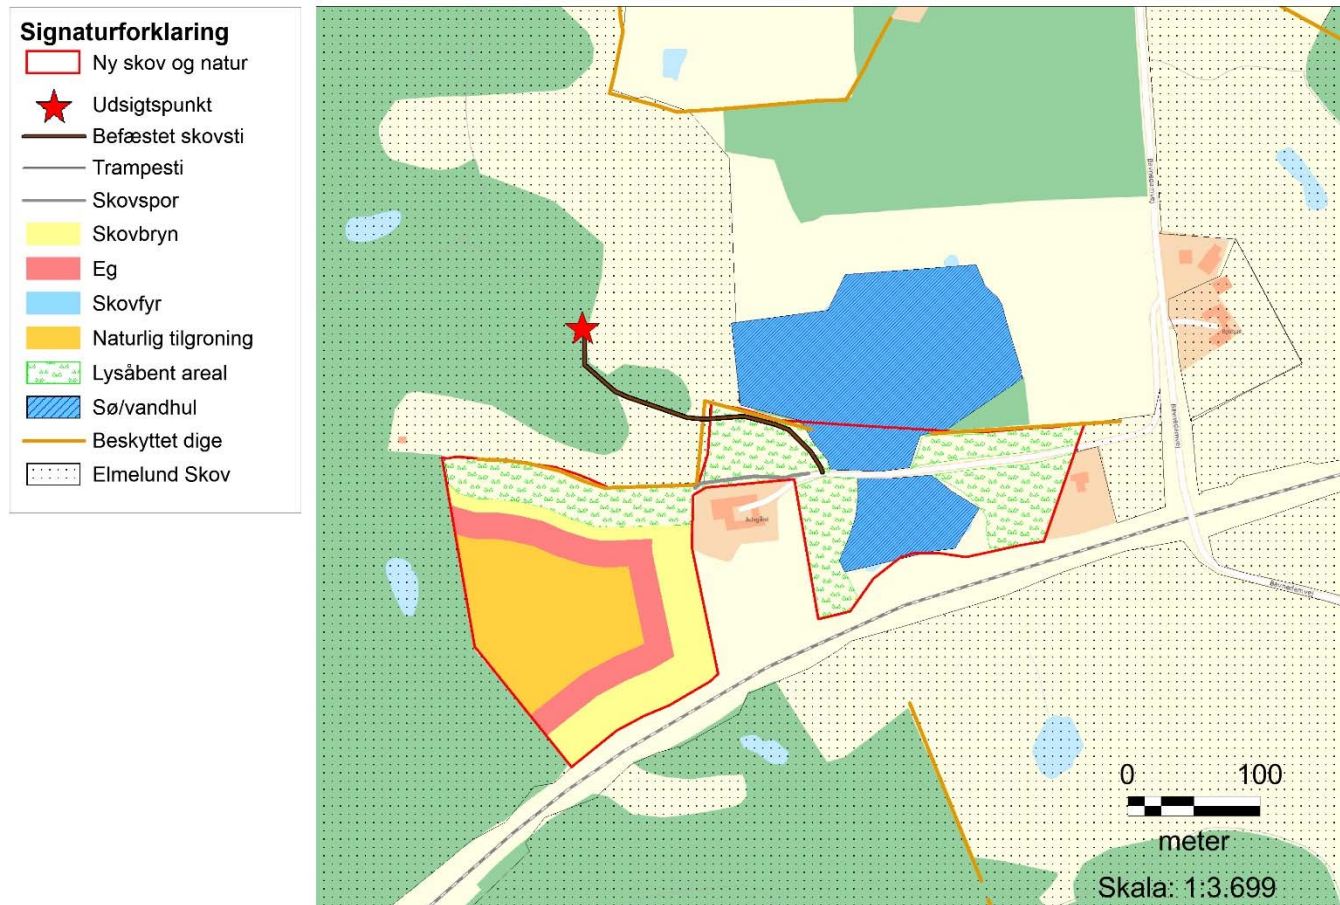 Signaturforklaring
Ny skov og natur
Udsigtspunkt
Befæstet skovsti
Trampesti
Skovspor
Skovbryn
Eg
Skovfyr
Naturlig tilgroning
Lysåbent areal
Sø/vandhul
Beskyttet dige
Elmelund Skov
0 100
meter
Skala: 1:3.699